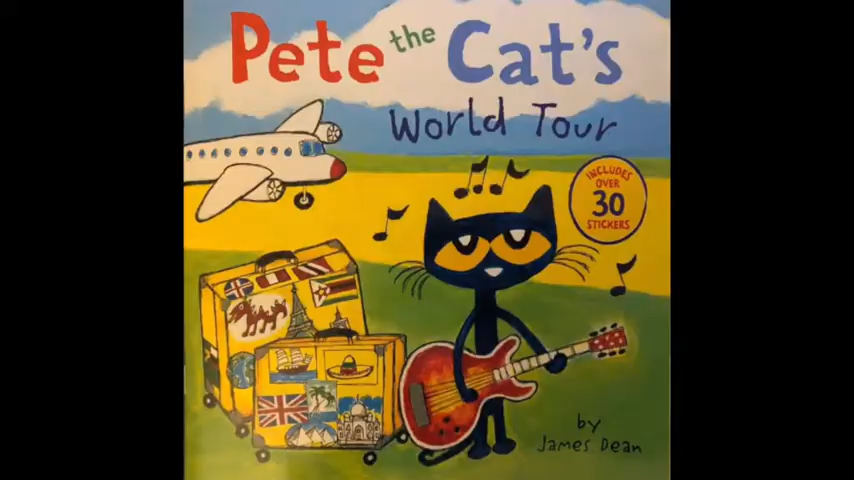 Pete the Cat's
World Tour
INCLUDES
OVER
30
STICKERS
by
James Dean